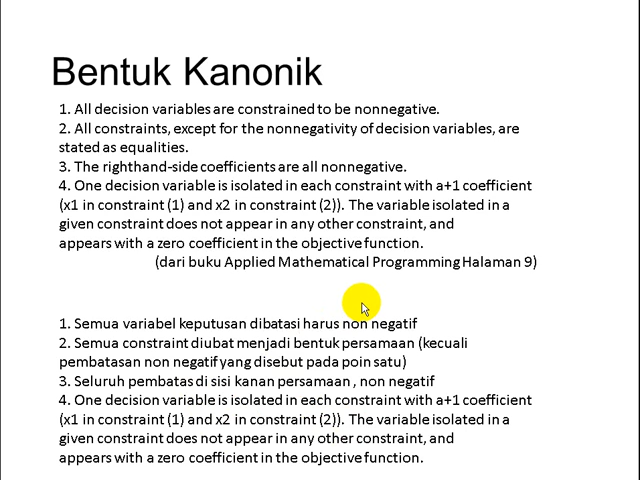 Bentuk Kanonik
1. All decision variables are constrained to be nonnegative.
2. All constraints, except for the nonnegativity of decision variables, are
stated as equalities.
3. The righthand-side coefficients are all nonnegative.
4. One decision variable is isolated in each constraint with a+1 coefficient
(x1 in constraint (1) and x2 in constraint (2)). The variable isolated in a
given constraint does not appear in any other constraint, and
appears with a zero coefficient in the objective function.
(dari buku Applied Mathematical Programming Halaman 9)
1. Semua variabel keputusan dibatasi harus non negatif
2. Semua constraint diubat menjadi bentuk persamaan (kecuali
pembatasan non negatif yang disebut pada poin satu)
3. Seluruh pembatas di sisi kanan persamaan , non negatif
4. One decision variable is isolated in each constraint with a+1 coefficient
(x1 in constraint (1) and x2 in constraint (2)). The variable isolated in a
given constraint does not appear in any other constraint, and
appears with a zero coefficient in the objective function.